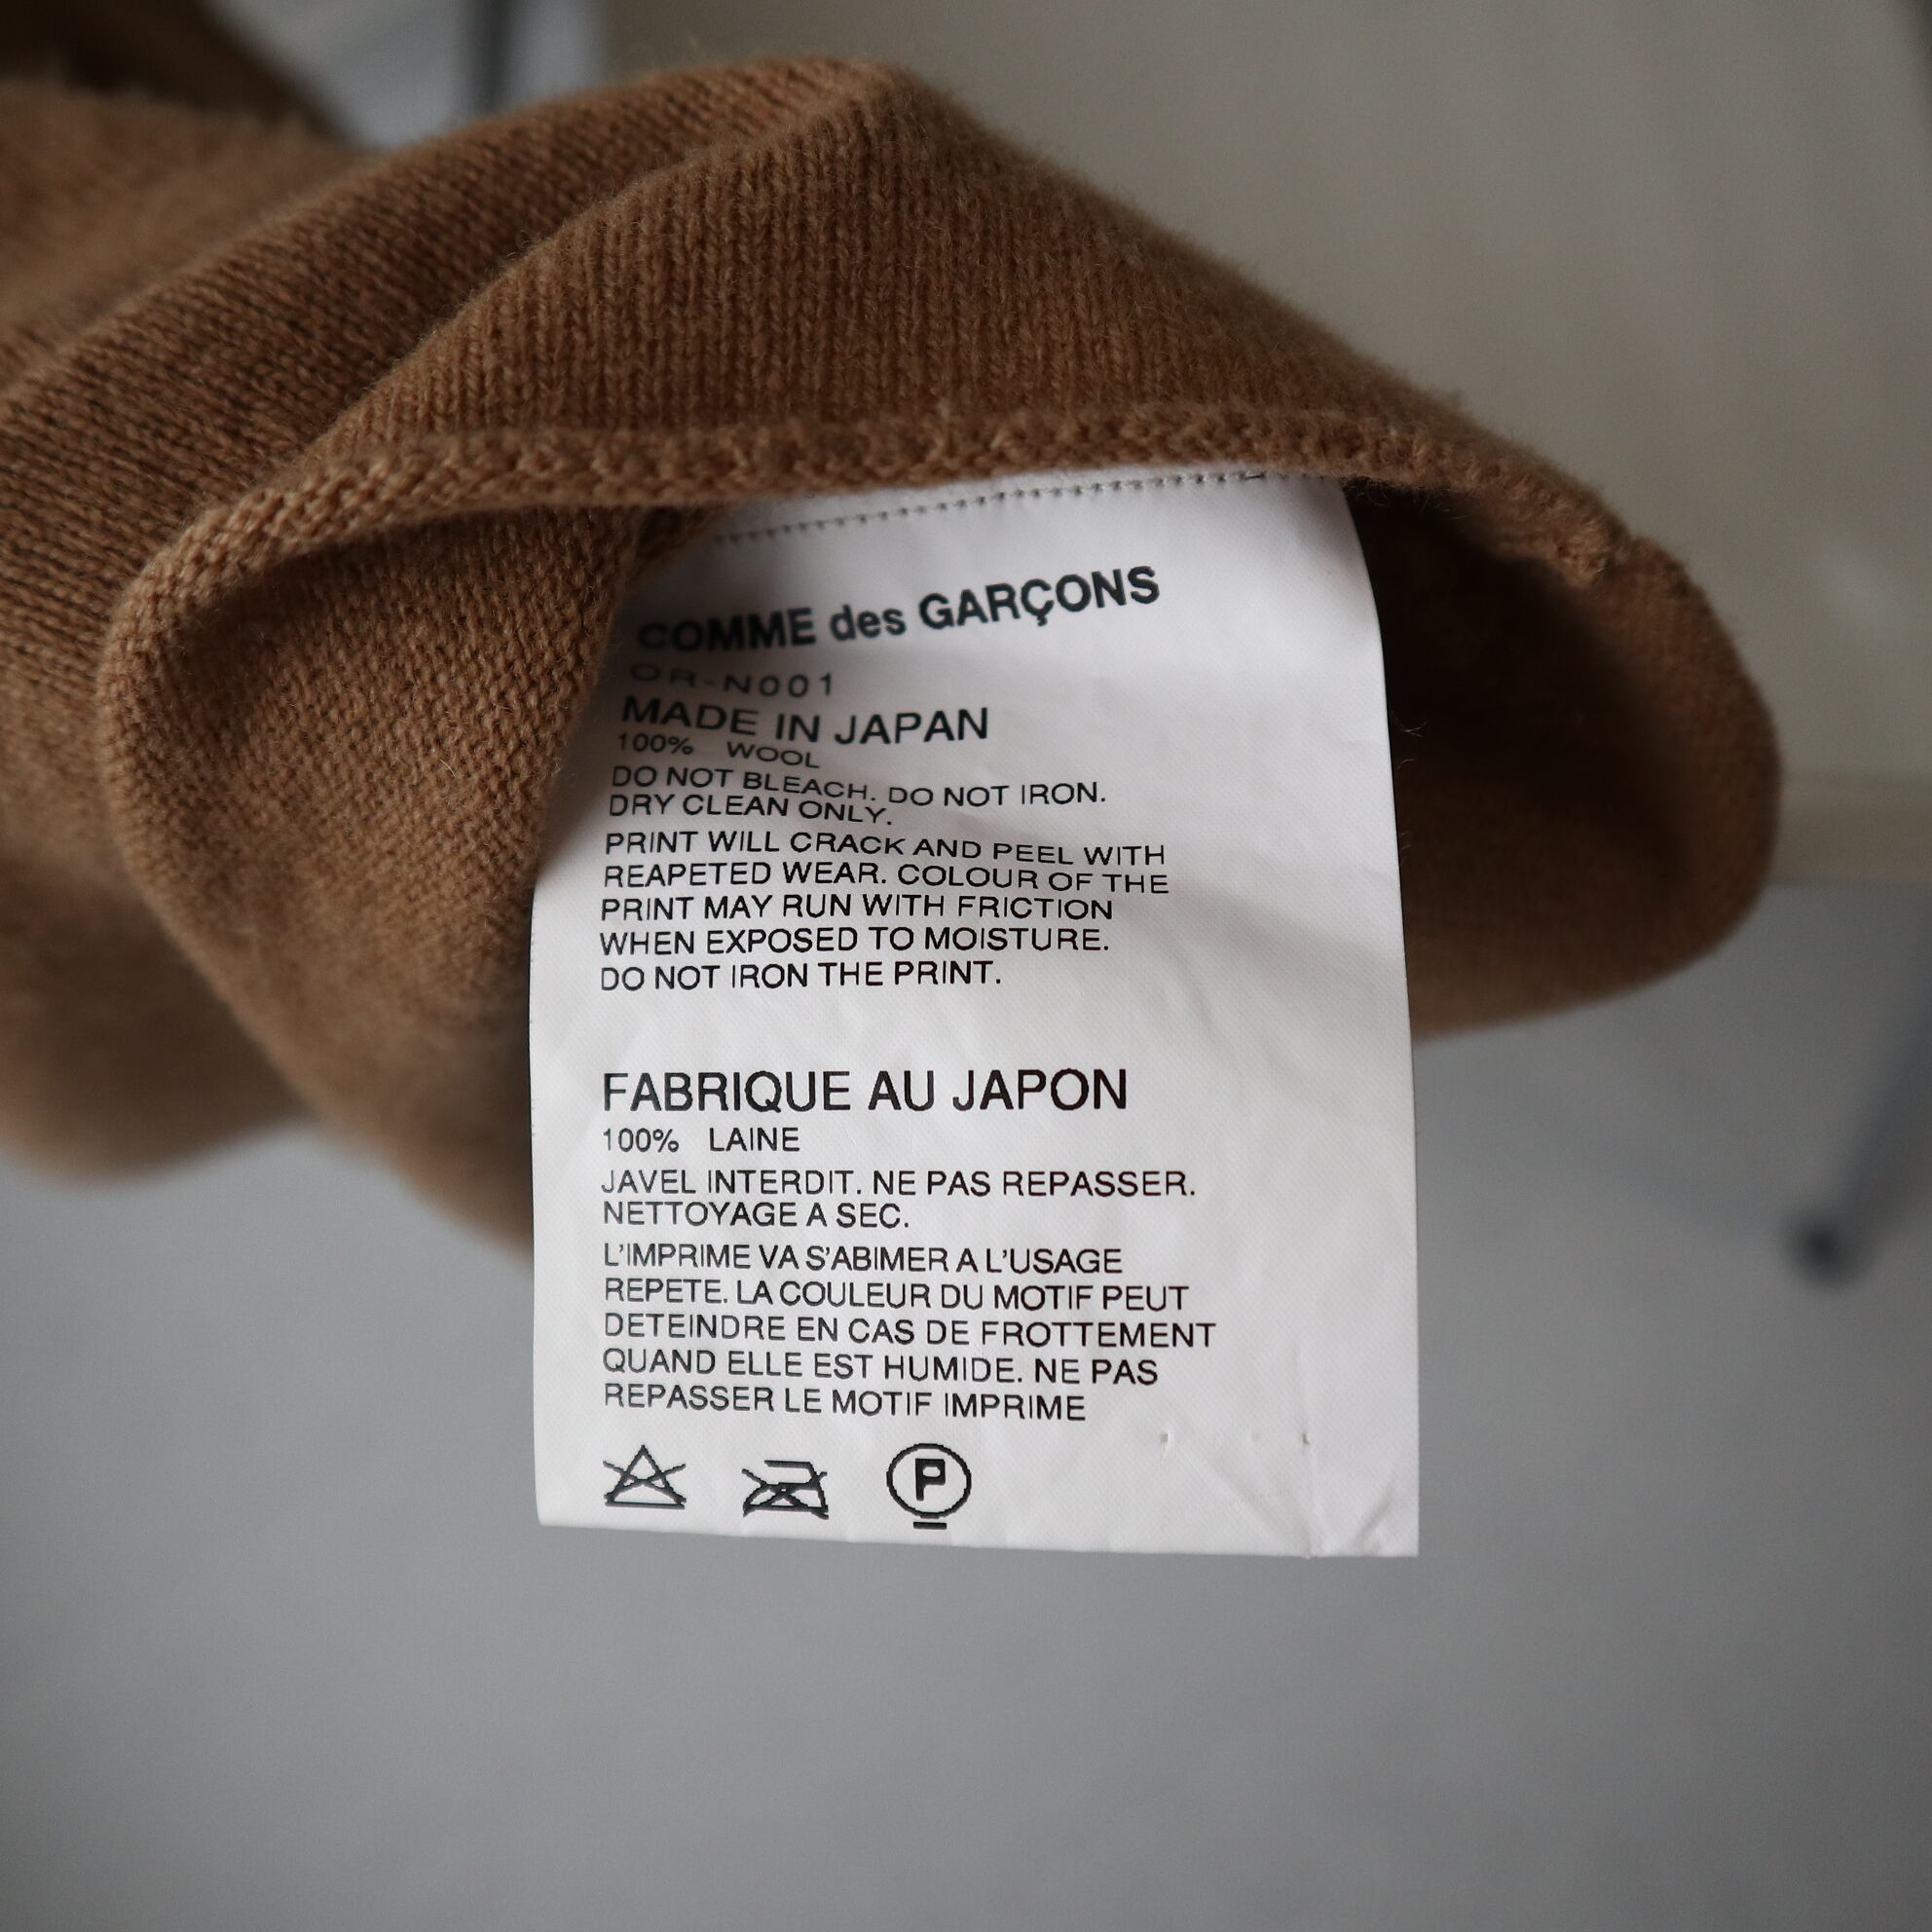 COMME des GARÇONS
OR-N001
MADE IN JAPAN
100% WOOL
DO NOT BLEACH. DO NOT IRON.
DRY CLEAN ONLY.
PRINT WILL CRACK AND PEEL WITH
REAPETED WEAR. COLOUR OF THE
PRINT MAY RUN WITH FRICTION
WHEN EXPOSED TO MOISTURE.
DO NOT IRON THE PRINT.
FABRIQUE AU JAPON
100% LAINE
JAVEL INTERDIT. NE PAS REPASSER.
NETTOYAGE A SEC.
L'IMPRIME VA S'ABIMER A L'USAGE
REPETE. LA COULEUR DU MOTIF PEUT
DETEINDRE EN CAS DE FROTTEMENT
QUAND ELLE EST HUMIDE. NE PAS
REPASSER LE MOTIF IMPRIME
P